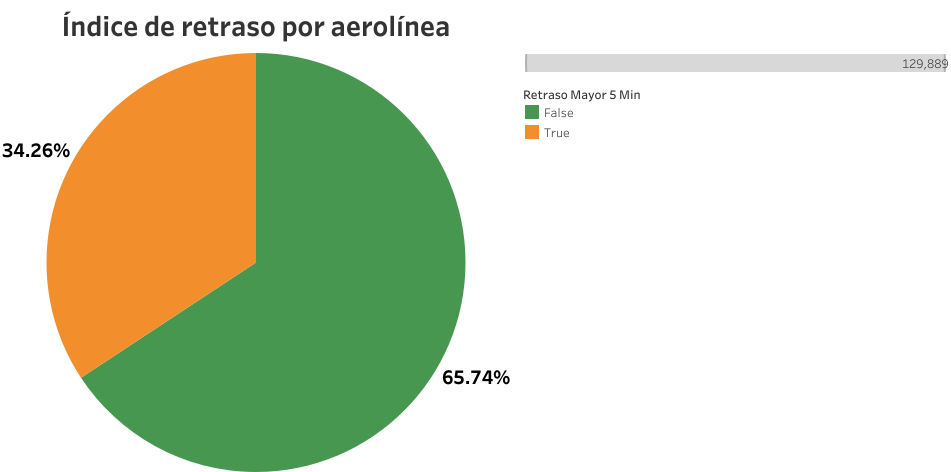 Índice de retraso por aerolínea
129,889
Retraso Mayor 5 Min
False
True
34.26%
65.74%